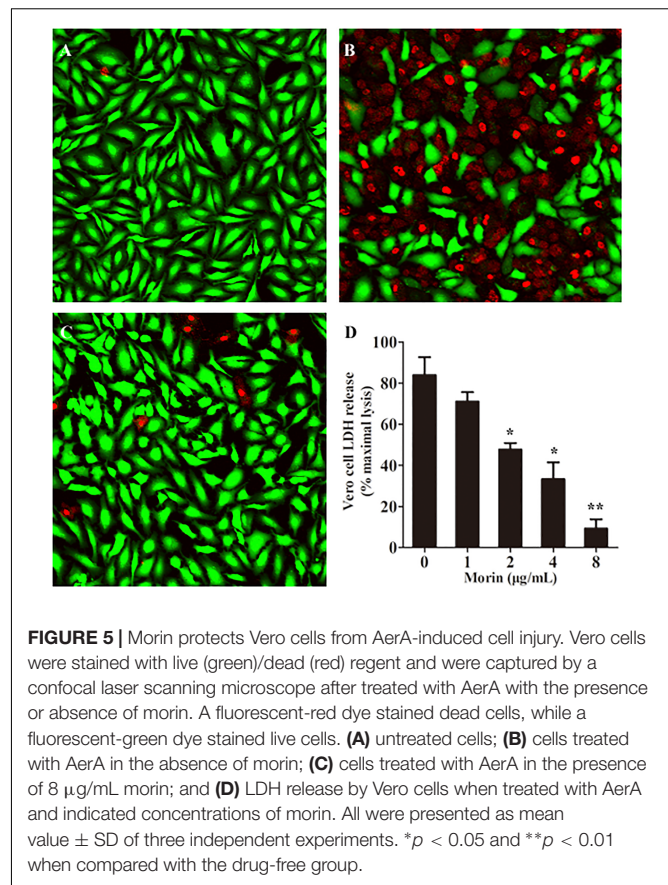 A
B
C
D
100
80
60
40
20
0
Vero cell LDH release
(% maximal lysis)
*
*
**
0 1 2 4 8
Morin (µg/mL)
FIGURE 5 | Morin protects Vero cells from AerA-induced cell injury. Vero cells
were stained with live (green)/dead (red) regent and were captured by a
confocal laser scanning microscope after treated with AerA with the presence
or absence of morin. A fluorescent-red dye stained dead cells, while a
fluorescent-green dye stained live cells. (A) untreated cells; (B) cells treated
with AerA in the absence of morin; (C) cells treated with AerA in the presence
of 8 µg/mL morin; and (D) LDH release by Vero cells when treated with AerA
and indicated concentrations of morin. All were presented as mean
value ± SD of three independent experiments. *p < 0.05 and **p < 0.01
when compared with the drug-free group.